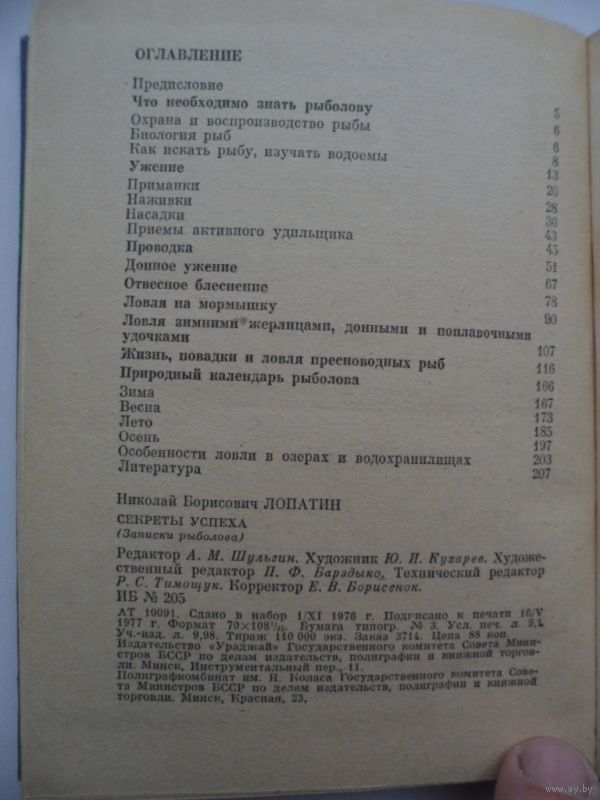 ОГЛАВЛЕНИЕ
Предисловие 5
Что необходимо знать рыболову 6
Охрана и воспроизводство рыбы 6
Биология рыб 8
Как искать рыбу, изучать водоемы 13
Ужение 20
Приманки 28
Наживки 30
Насадки 43
Приемы активного удильщика 45
Проводка 51
Донное ужение 67
Отвесное блеснение 78
Ловля на мормышку 90
Ловля зимними жерлицами, донными и поплавочными
удочками 107
Жизнь, повадки и ловля пресноводных рыб 116
Природный календарь рыболова 166
Зима 167
Весна 173
Лето 185
Осень 197
Особенности ловли в озерах и водохранилищах 203
Литература 207
Николай Борисович ЛОПАТИН
СЕКРЕТЫ УСПЕХА
(Записки рыболова)
Редактор А. М. Шульгин. Художник Ю. И. Кухарев. Художе-
ственный редактор П. Ф. Барздыко. Технический редактор
Р. С. Тимощук. Корректор Е. В. Борисенок.
ИБ № 205
АТ 10091. Сдано в набор 1/XI 1976 г. Подписано к печати 16/V
1977 г. Формат 70×108¹/₃₂. Бумага типогр. № 3. Усл. печ. л. 9,1.
Уч.-изд. л. 9,98. Тираж 110 000 экз. Заказ 3714. Цена 88 коп.
Издательство «Ураджай» Государственного комитета Совета Мини-
стров БССР по делам издательств, полиграфии и книжной торгов-
ли. Минск, Инструментальный пер., 11.
Полиграфкомбинат им. Я. Коласа Государственного комитета Сове-
та Министров БССР по делам издательств, полиграфии и книжной
торговли. Минск, Красная, 23,
www.ay.by